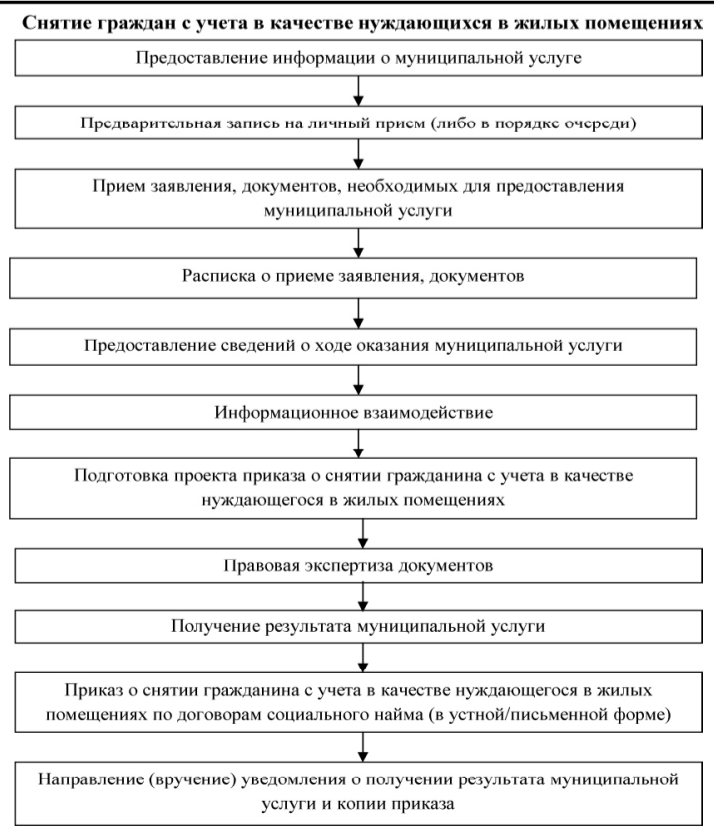 Снятие граждан с учета в качестве нуждающихся в жилых помещениях
Предоставление информации о муниципальной услуге
Предварительная запись на личный прием (либо в порядке очереди)
Прием заявления, документов, необходимых для предоставления
муниципальной услуги
Расписка о приеме заявления, документов
Предоставление сведений о ходе оказания муниципальной услуги
Информационное взаимодействие
Подготовка проекта приказа о снятии гражданина с учета в качестве
нуждающегося в жилых помещениях
Правовая экспертиза документов
Получение результата муниципальной услуги
Приказ о снятии гражданина с учета в качестве нуждающегося в жилых
помещениях по договорам социального найма (в устной/письменной форме)
Направление (вручение) уведомления о получении результата муниципальной
услуги и копии приказа